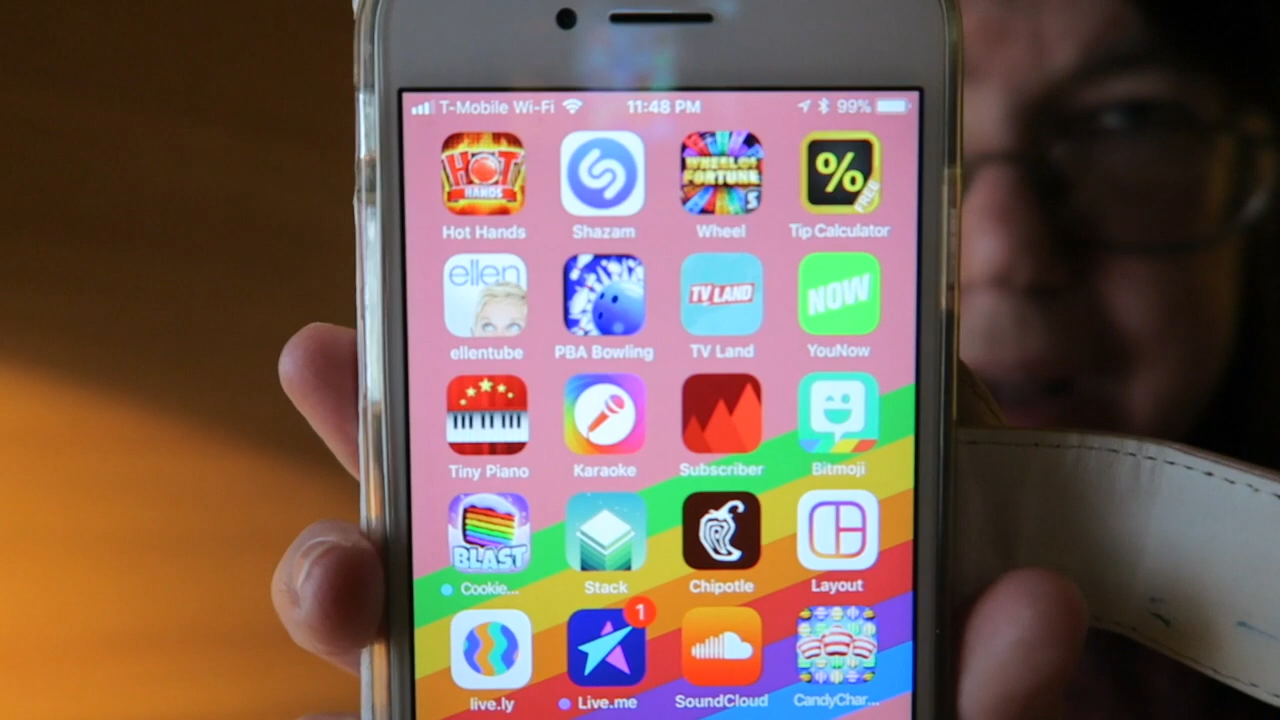 T-Mobile Wi-Fi 11:48 PM 99%
HOT HANDS
WHEEL OF FORTUNE
%
FREE
Hot Hands Shazam Wheel Tip Calculator
ellen
TV LAND
NOW
ellentube PBA Bowling TV Land YouNow
Tiny Piano Karaoke Subscriber Bitmoji
BLAST
Cookie... Stack Chipotle Layout
1
live.ly Live.me SoundCloud CandyChar...